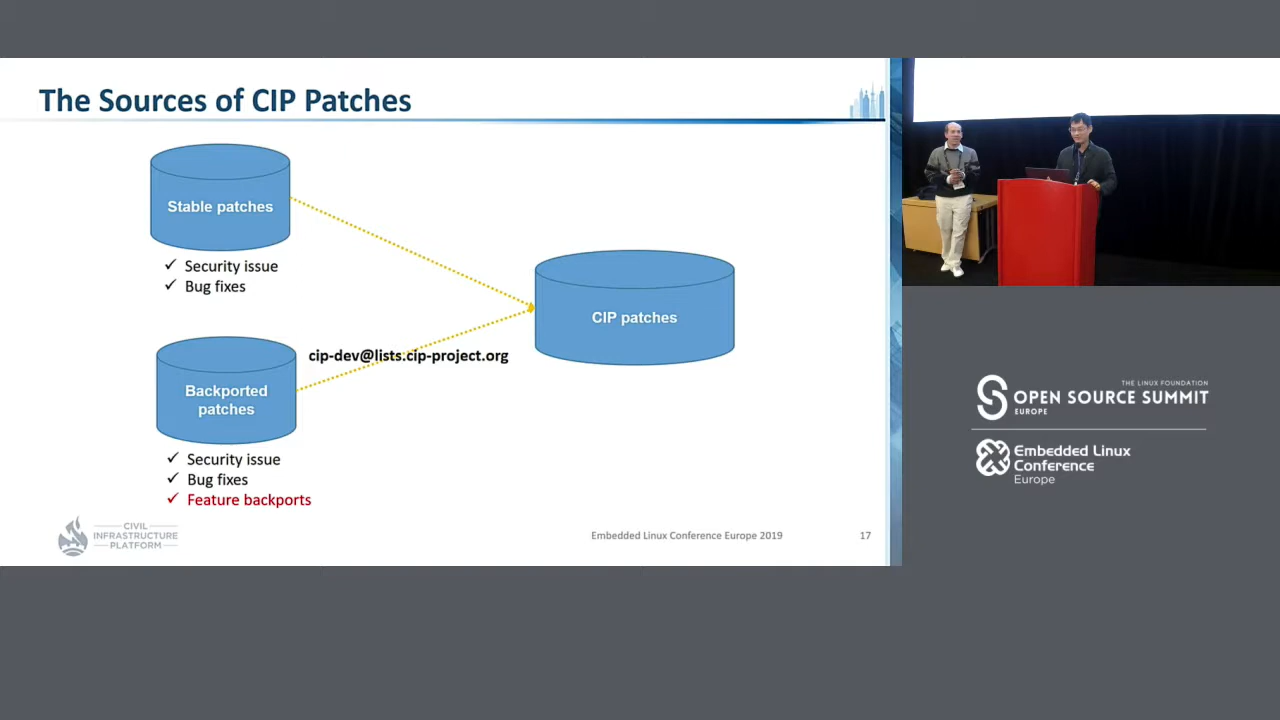 The Sources of CIP Patches
Stable patches
✓ Security issue
✓ Bug fixes
CIP patches
cip-dev@lists.cip-project.org
Backported
patches
✓ Security issue
✓ Bug fixes
✓ Feature backports
CIVIL
INFRASTRUCTURE
PLATFORM
Embedded Linux Conference Europe 2019
17
THE LINUX FOUNDATION
OPEN SOURCE SUMMIT
EUROPE
Embedded Linux
Conference
Europe